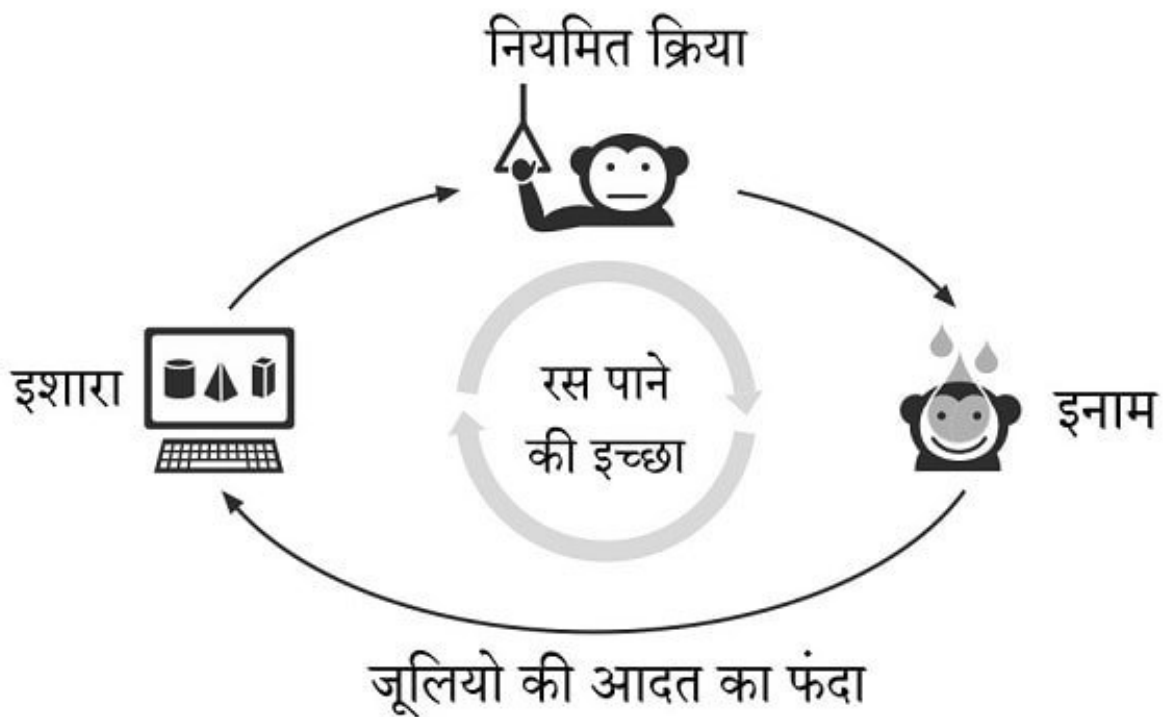 नियमित क्रिया
इशारा
रस पाने
की इच्छा
इनाम
जूलियो की आदत का फंदा